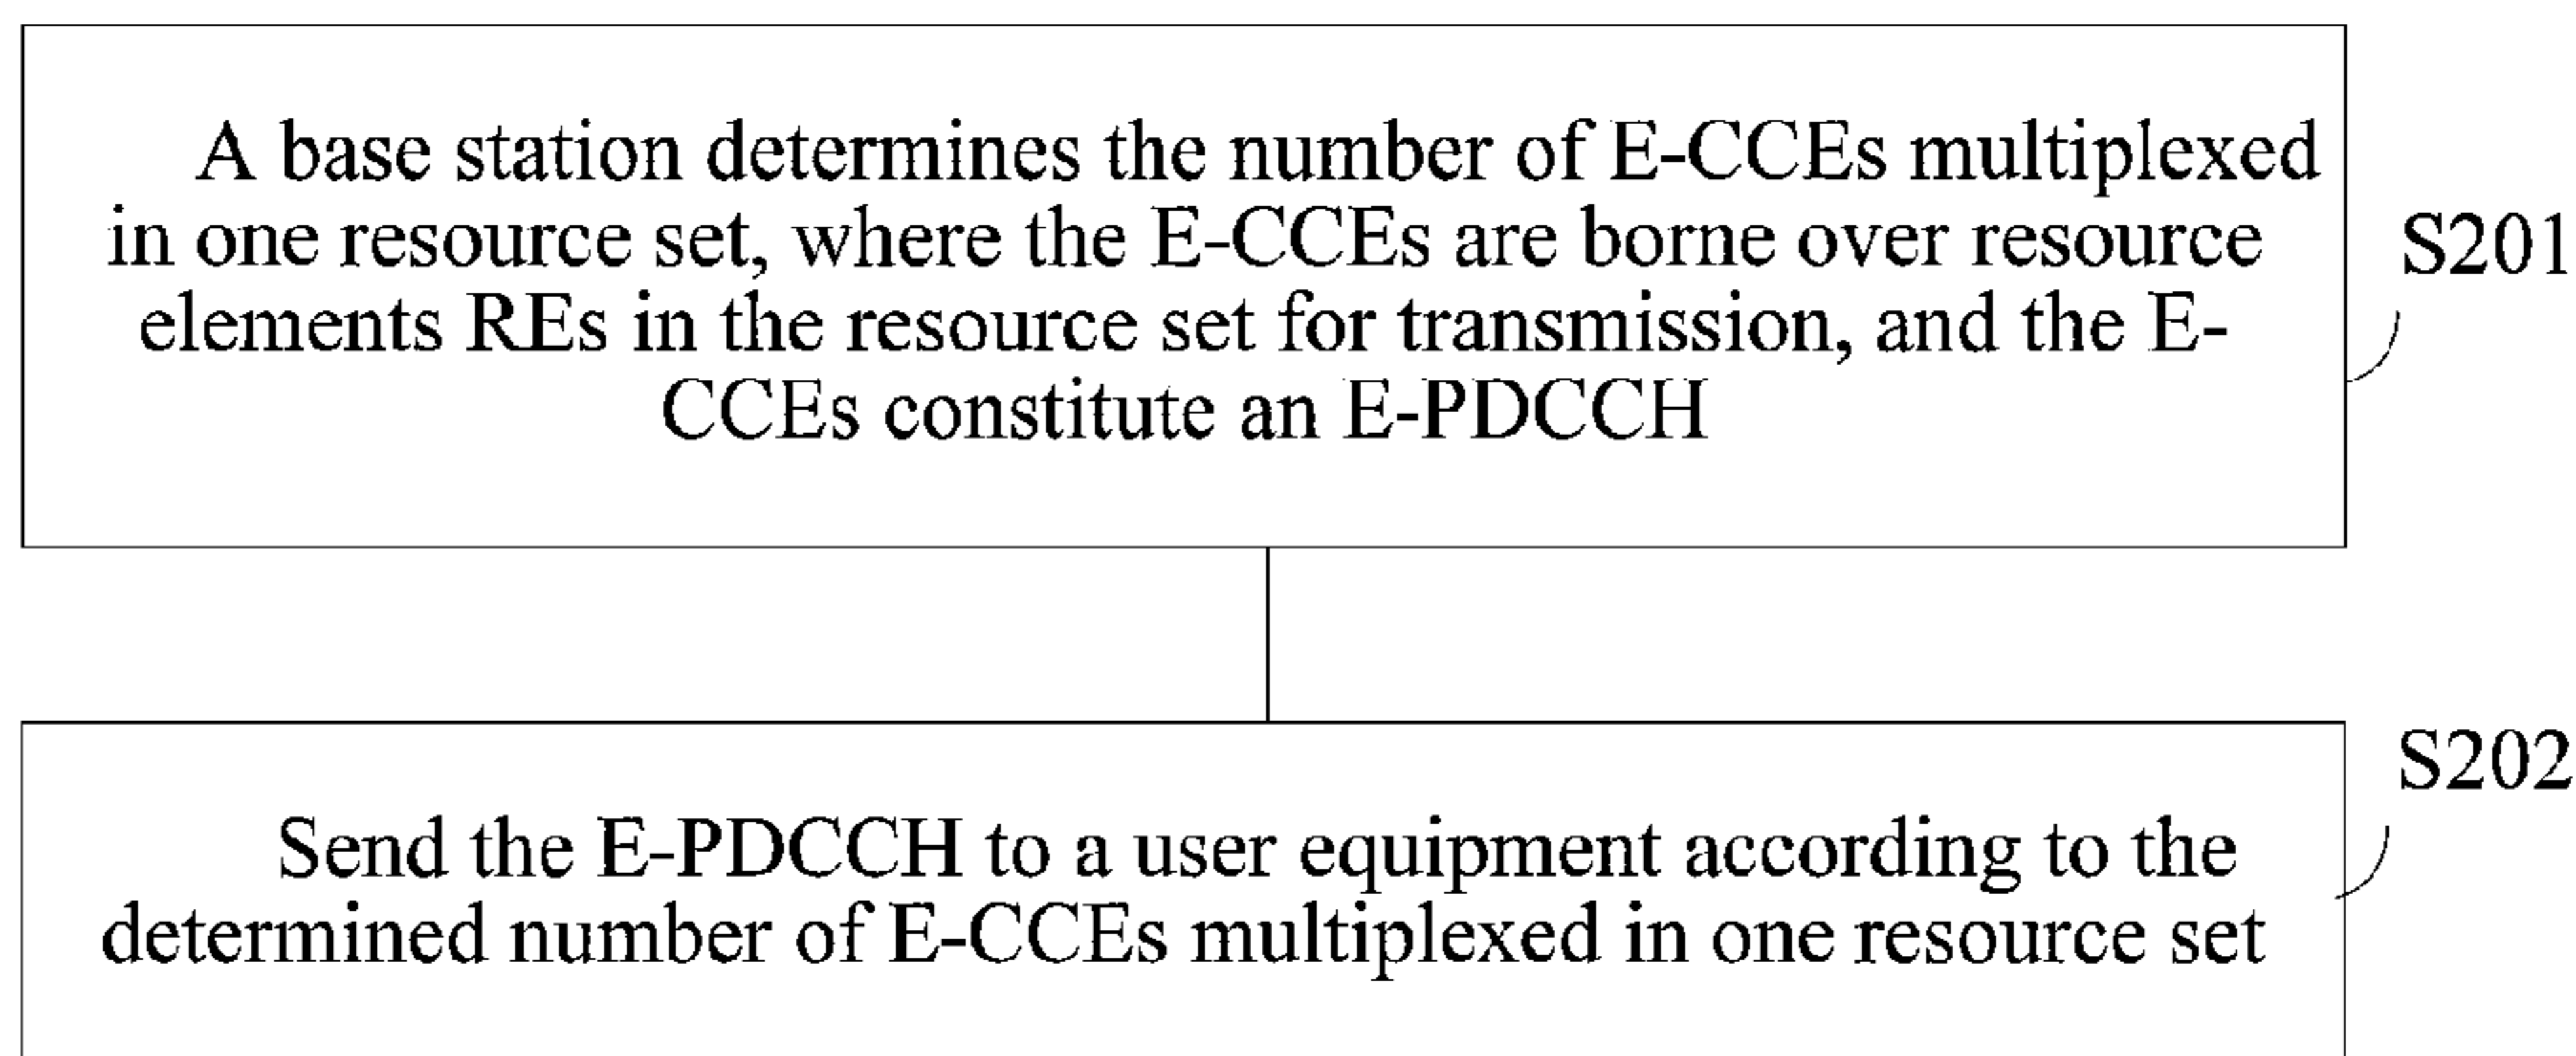 A base station determines the number of E-CCEs multiplexed
in one resource set, where the E-CCEs are borne over resource
elements REs in the resource set for transmission, and the E-
CCEs constitute an E-PDCCH
S201
Send the E-PDCCH to a user equipment according to the
determined number of E-CCEs multiplexed in one resource set
S202